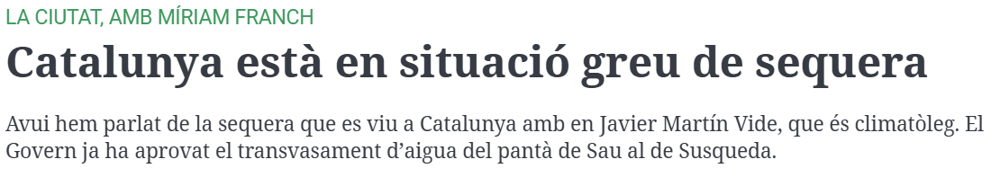 LA CIUTAT, AMB MÍRIAM FRANCH
Catalunya està en situació greu de sequera
Avui hem parlat de la sequera que es viu a Catalunya amb en Javier Martín Vide, que és climatòleg. El
Govern ja ha aprovat el transvasament d’aigua del pantà de Sau al de Susqueda.